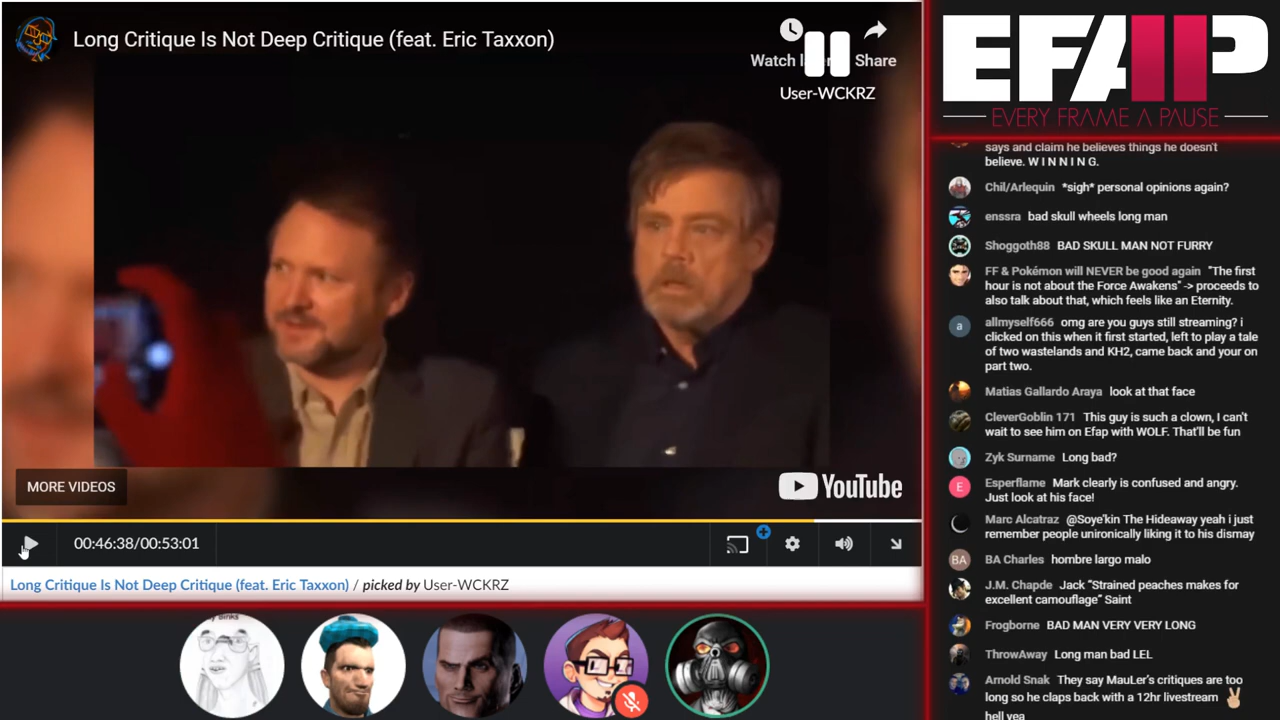 Long Critique Is Not Deep Critique (feat. Eric Taxxon)
Watch l
Share
User-WCKRZ
MORE VIDEOS
YouTube
00:46:38/00:53:01
Long Critique Is Not Deep Critique (feat. Eric Taxxon) / picked by User-WCKRZ
EFAP
EVERY FRAME A PAUSE
says and claim he believes things he doesn't
believe. W I N N I N G.
Chil/Arlequin *sigh* personal opinions again?
enssra bad skull wheels long man
Shoggoth88 BAD SKULL MAN NOT FURRY
FF & Pokémon will NEVER be good again "The first
hour is not about the Force Awakens" -> proceeds to
also talk about that, which feels like an Eternity.
a
allmyself666 omg are you guys still streaming? i
clicked on this when it first started, left to play a tale
of two wastelands and KH2, came back and your on
part two.
Matias Gallardo Araya look at that face
CleverGoblin 171 This guy is such a clown, I can't
wait to see him on Efap with WOLF. That'll be fun
Zyk Surname Long bad?
E
Esperflame Mark clearly is confused and angry.
Just look at his face!
Marc Alcatraz @Soye'kin The Hideaway yeah i just
remember people unironically liking it to his dismay
BA
BA Charles hombre largo malo
J.M. Chapde Jack "Strained peaches makes for
excellent camouflage" Saint
Frogborne BAD MAN VERY VERY LONG
ThrowAway Long man bad LEL
Arnold Snak They say MauLer's critiques are too
long so he claps back with a 12hr livestream ✌🏼
hell yea